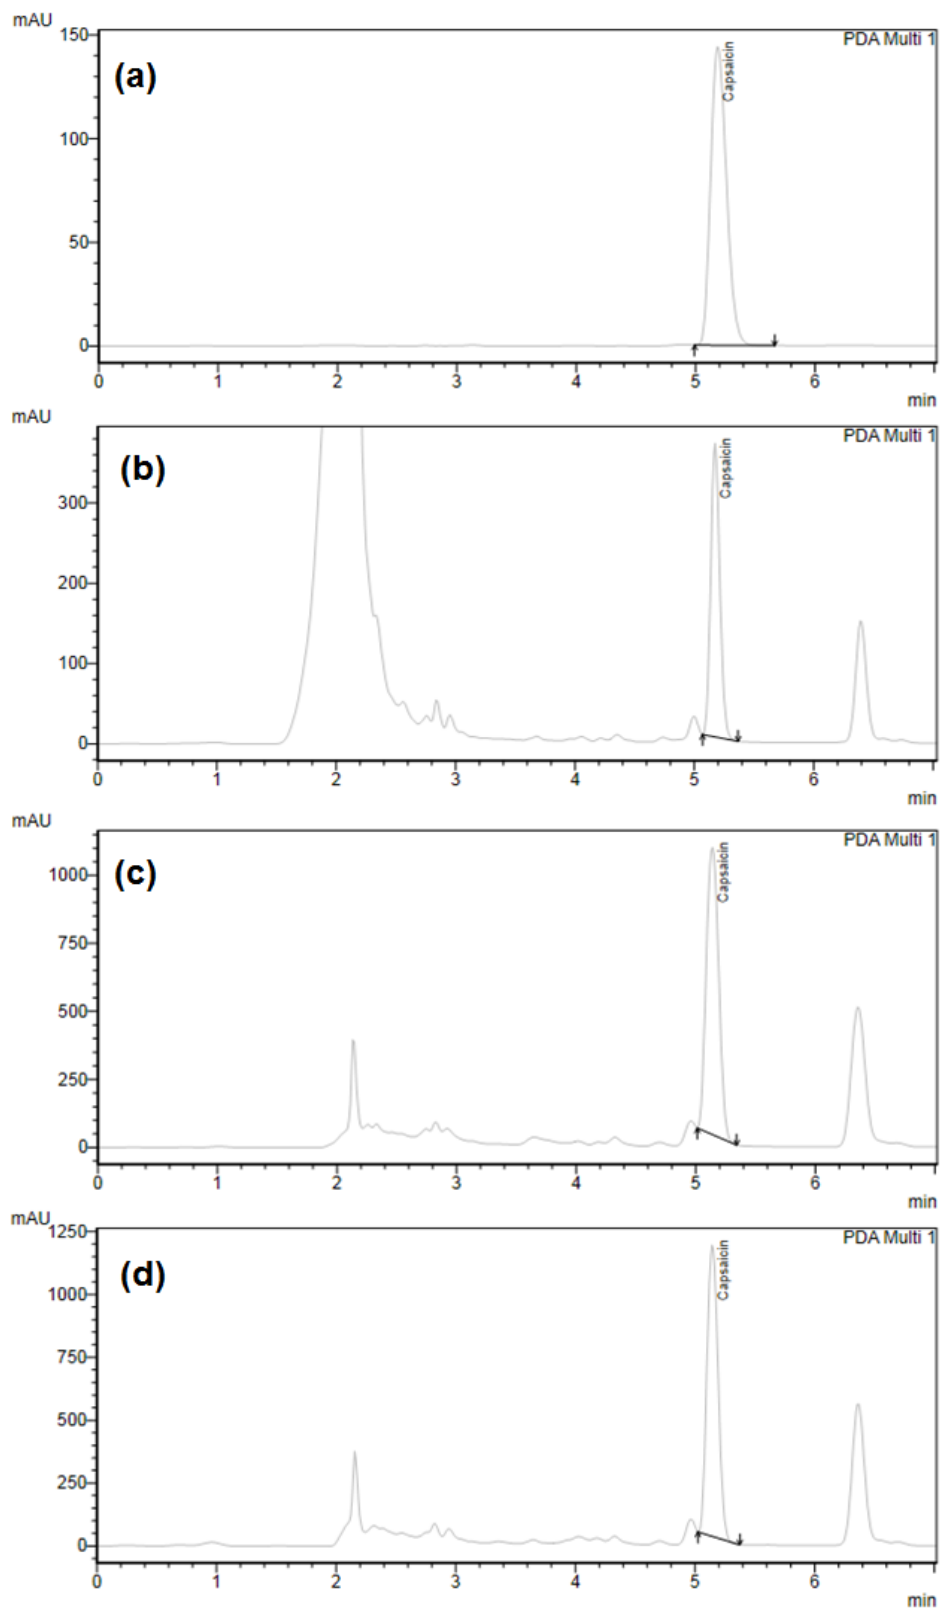 mAU
PDA Multi 1
(a)
Capsaicin
150
100
50
0
0 1 2 3 4 5 6
min
mAU
PDA Multi 1
(b)
Capsaicin
300
200
100
0
0 1 2 3 4 5 6
min
mAU
PDA Multi 1
(c)
Capsaicin
1000
750
500
250
0
0 1 2 3 4 5 6
min
mAU
PDA Multi 1
(d)
Capsaicin
1250
1000
750
500
250
0
0 1 2 3 4 5 6
min